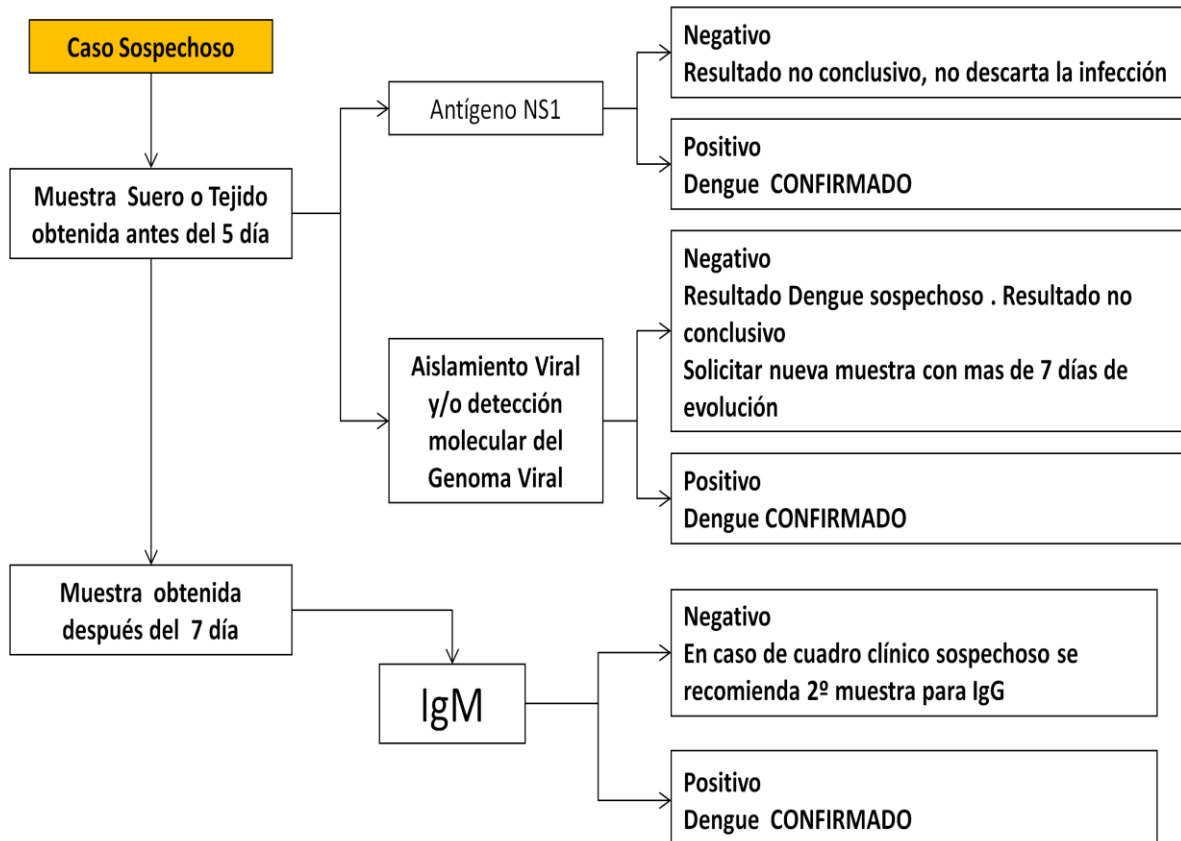 Caso Sospechoso
Muestra Suero o Tejido
obtenida antes del 5 día
Antígeno NS1
Negativo
Resultado no conclusivo, no descarta la infección
Positivo
Dengue CONFIRMADO
Aislamiento Viral
y/o detección
molecular del
Genoma Viral
Negativo
Resultado Dengue sospechoso . Resultado no
conclusivo
Solicitar nueva muestra con mas de 7 días de
evolución
Positivo
Dengue CONFIRMADO
Muestra obtenida
después del 7 día
IgM
Negativo
En caso de cuadro clínico sospechoso se
recomienda 2º muestra para IgG
Positivo
Dengue CONFIRMADO